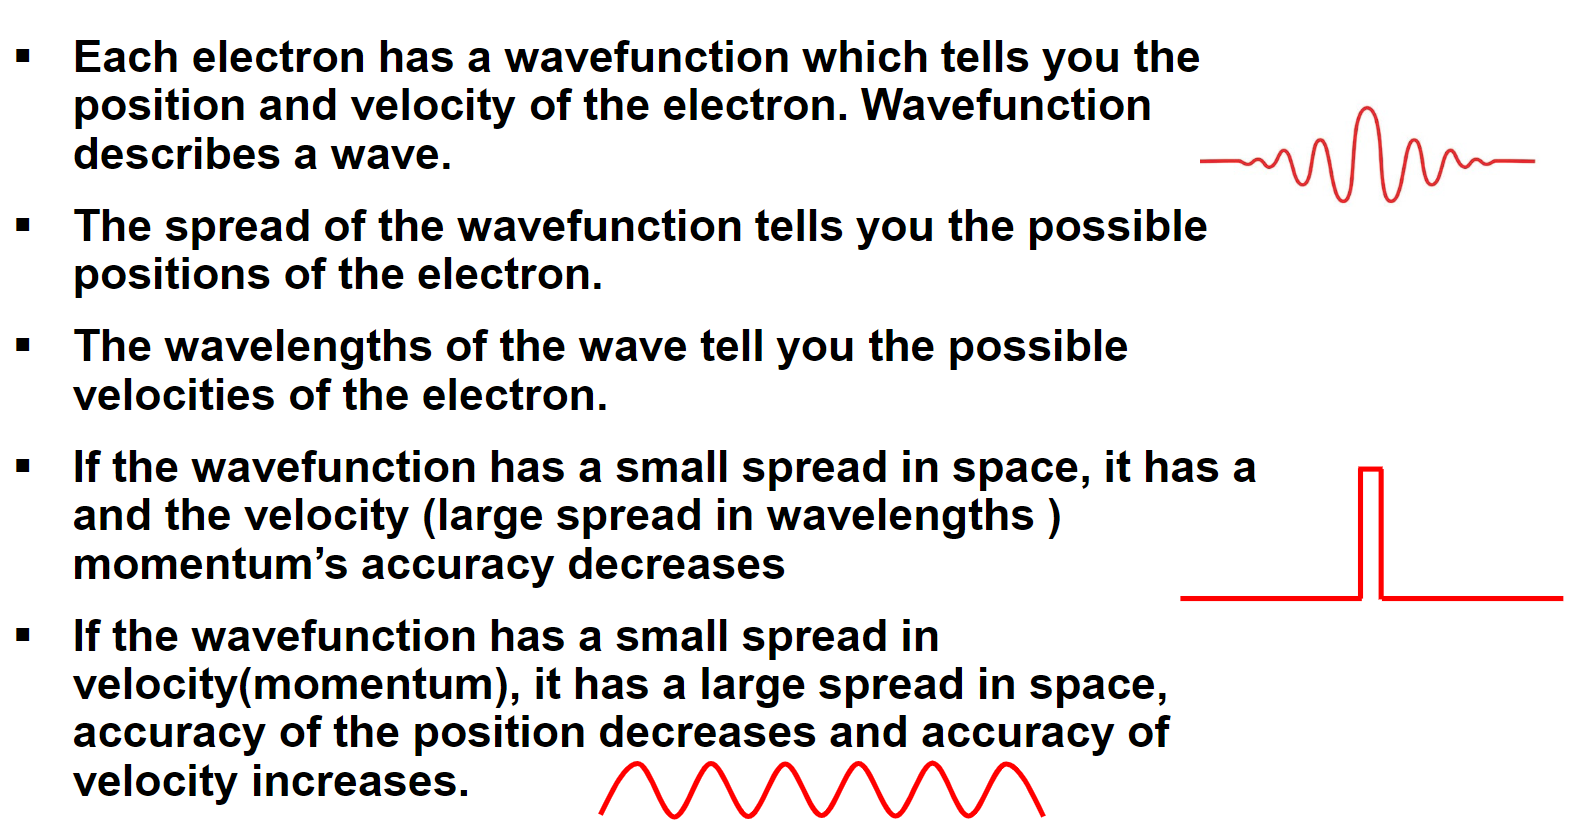 ▪ Each electron has a wavefunction which tells you the
position and velocity of the electron. Wavefunction
describes a wave.
▪ The spread of the wavefunction tells you the possible
positions of the electron.
▪ The wavelengths of the wave tell you the possible
velocities of the electron.
▪ If the wavefunction has a small spread in space, it has a
and the velocity (large spread in wavelengths )
momentum’s accuracy decreases
▪ If the wavefunction has a small spread in
velocity(momentum), it has a large spread in space,
accuracy of the position decreases and accuracy of
velocity increases.